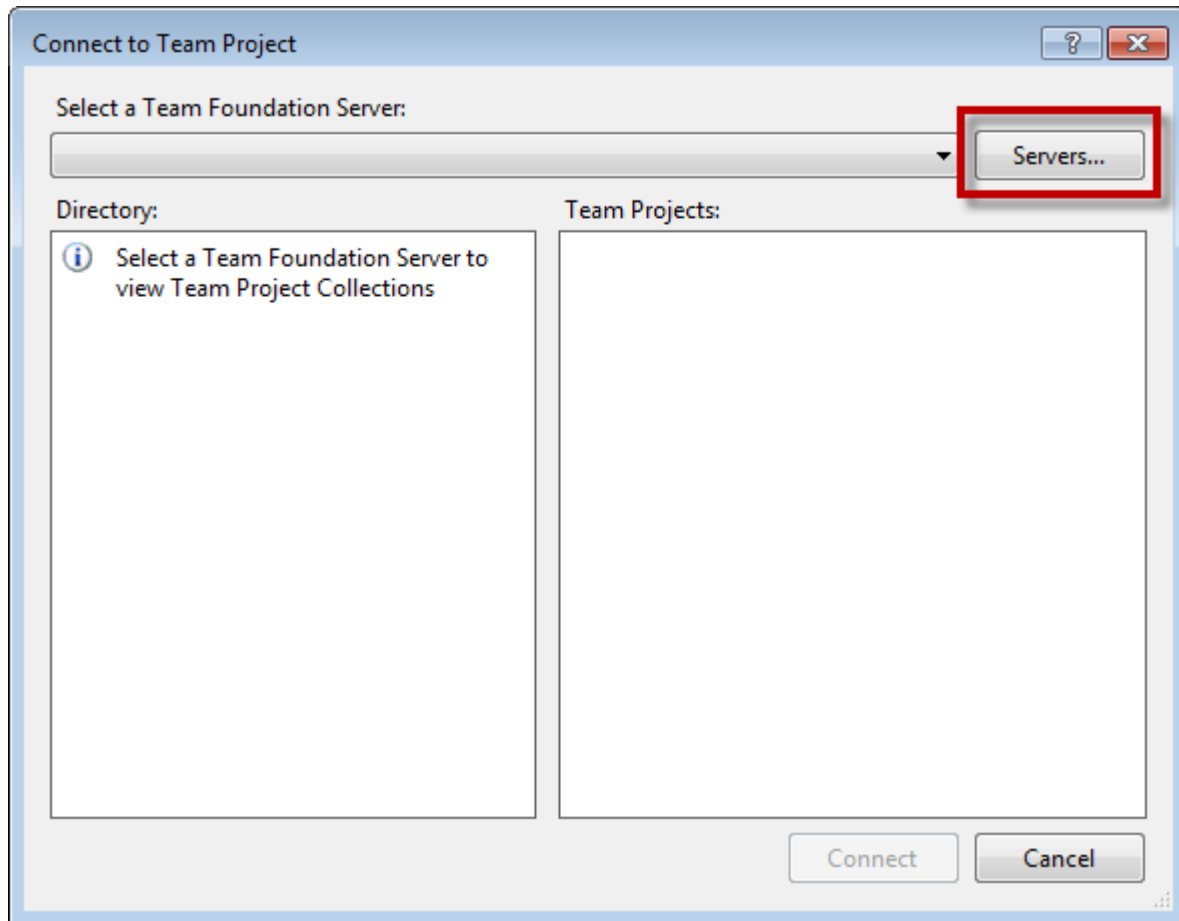 Connect to Team Project
Select a Team Foundation Server:
Servers...
Directory:
Team Projects:
Select a Team Foundation Server to
view Team Project Collections
Connect
Cancel